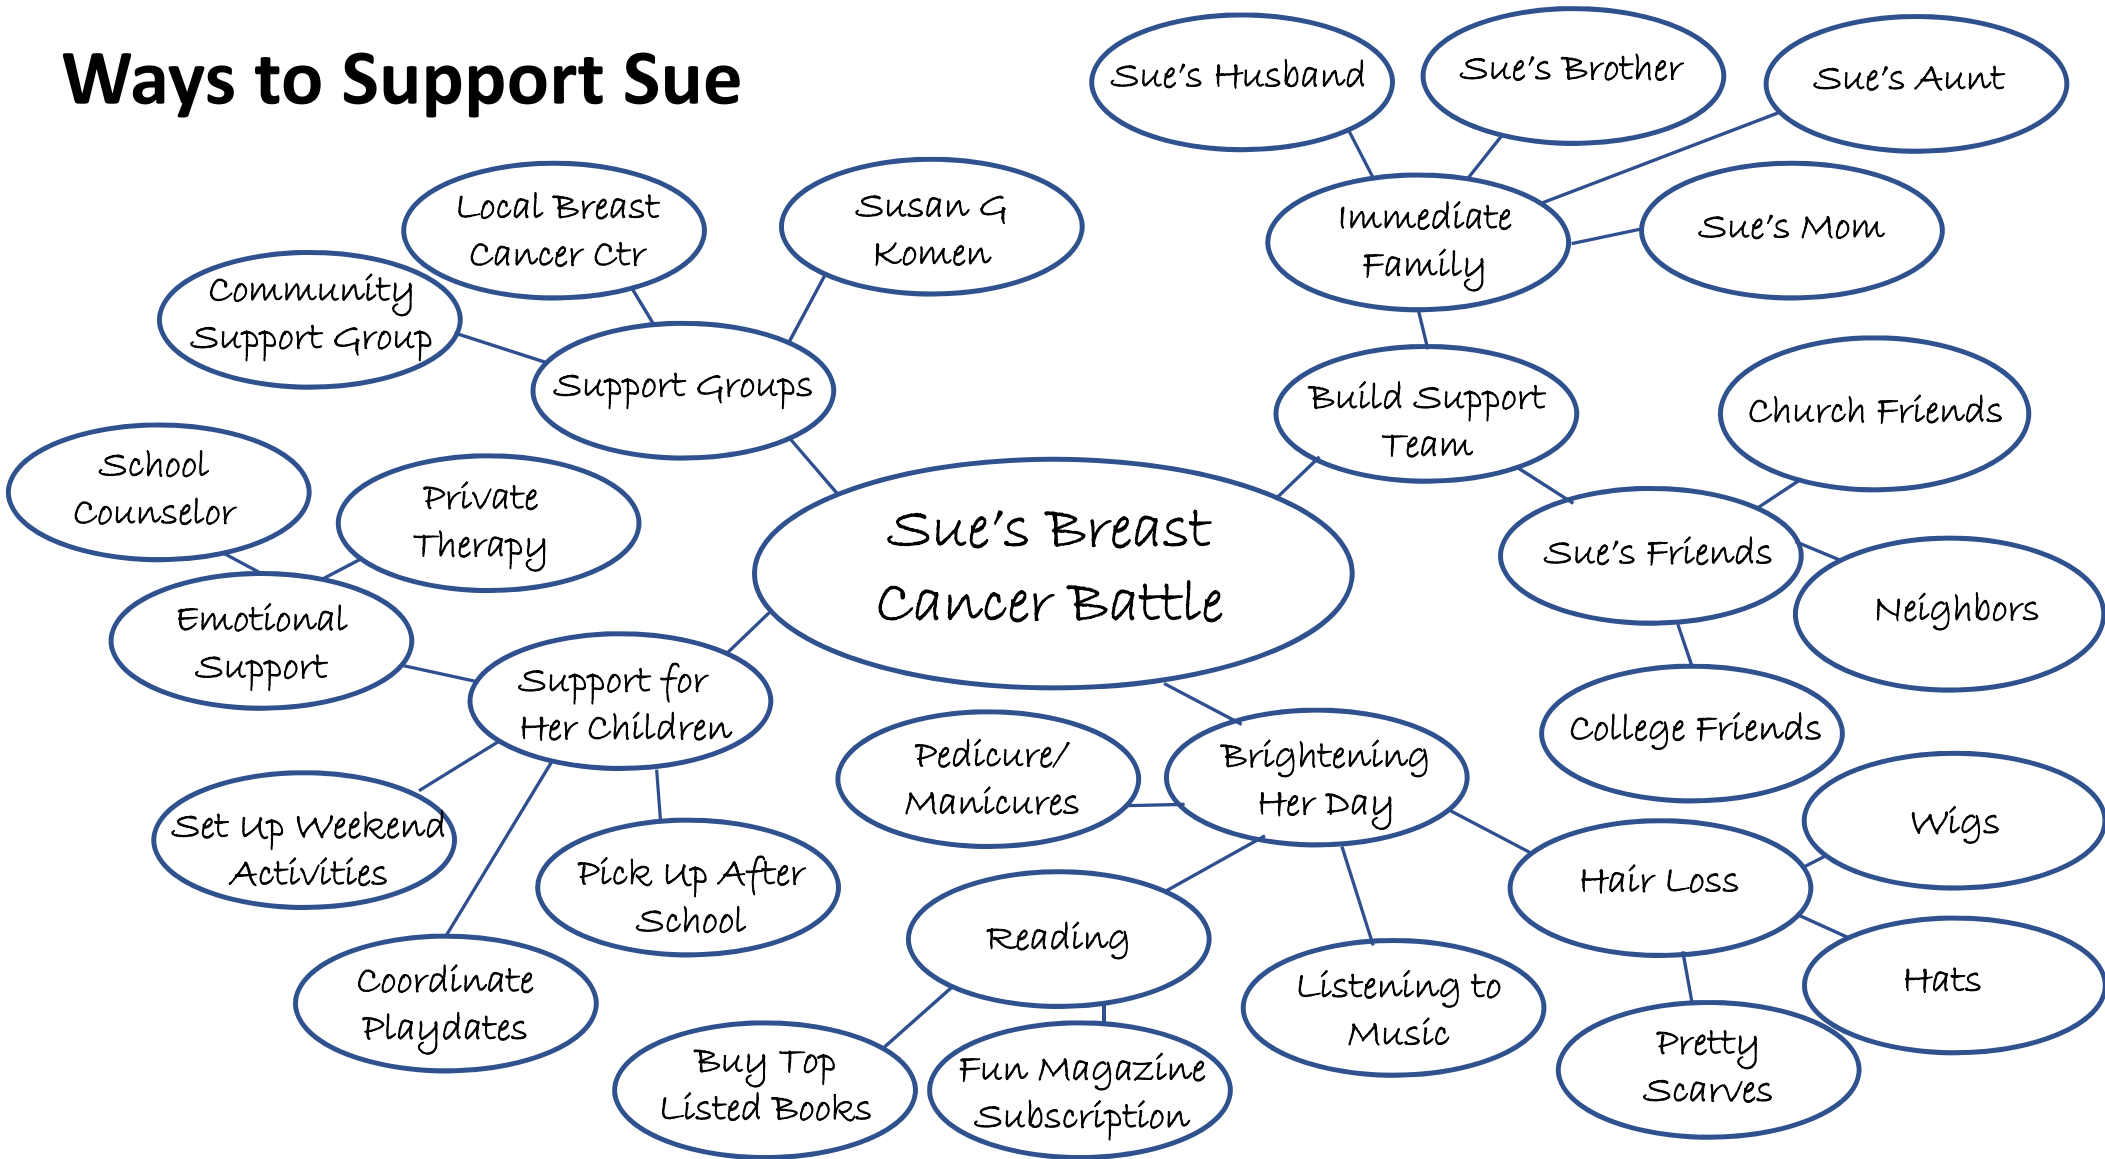 Ways to Support Sue
Sue's Husband
Sue's Brother
Sue's Aunt
Local Breast
Cancer Ctr
Susan G
Komen
Immediate
Family
Sue's Mom
Community
Support Group
Support Groups
Build Support
Team
Church Friends
School
Counselor
Private
Therapy
Sue's Breast
Cancer Battle
Sue's Friends
Neighbors
Emotional
Support
Support for
Her Children
College Friends
Pedicure/
Manicures
Brightening
Her Day
Wigs
Set Up Weekend
Activities
Pick Up After
School
Hair Loss
Reading
Coordinate
Playdates
Listening to
Music
Hats
Buy Top
Listed Books
Fun Magazine
Subscription
Pretty
Scarves